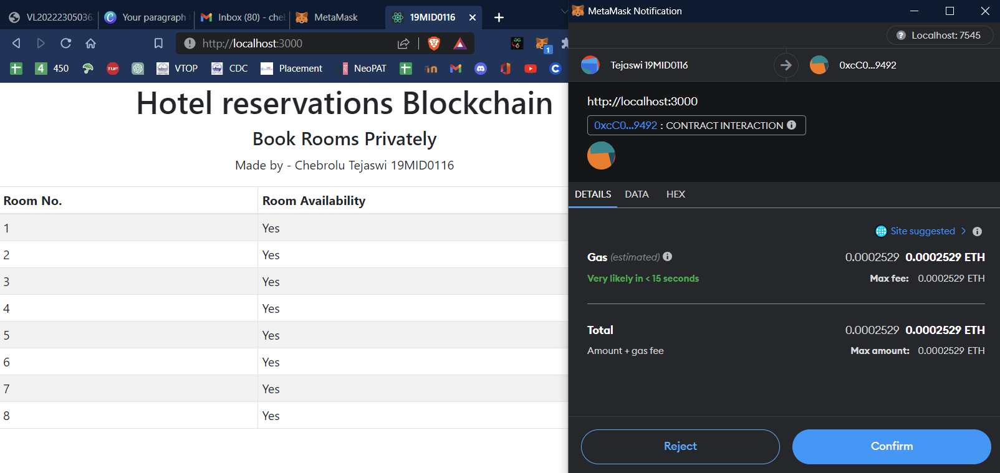 VL20222305036
Your paragraph
Inbox (80) - che
MetaMask
19MID0116
http://localhost:3000
1
450
VTOP
CDC
Placement
NeoPAT
Hotel reservations Blockchain
Book Rooms Privately
Made by - Chebrolu Tejaswi 19MID0116
Room No. Room Availability
1 Yes
2 Yes
3 Yes
4 Yes
5 Yes
6 Yes
7 Yes
8 Yes
MetaMask Notification
Localhost: 7545
Tejaswi 19MID0116
0xcC0...9492
http://localhost:3000
0xcC0...9492 : CONTRACT INTERACTION
DETAILS DATA HEX
Site suggested >
Gas (estimated) 0.0002529 0.0002529 ETH
Very likely in < 15 seconds Max fee: 0.0002529 ETH
Total 0.0002529 0.0002529 ETH
Amount + gas fee Max amount: 0.0002529 ETH
Reject Confirm